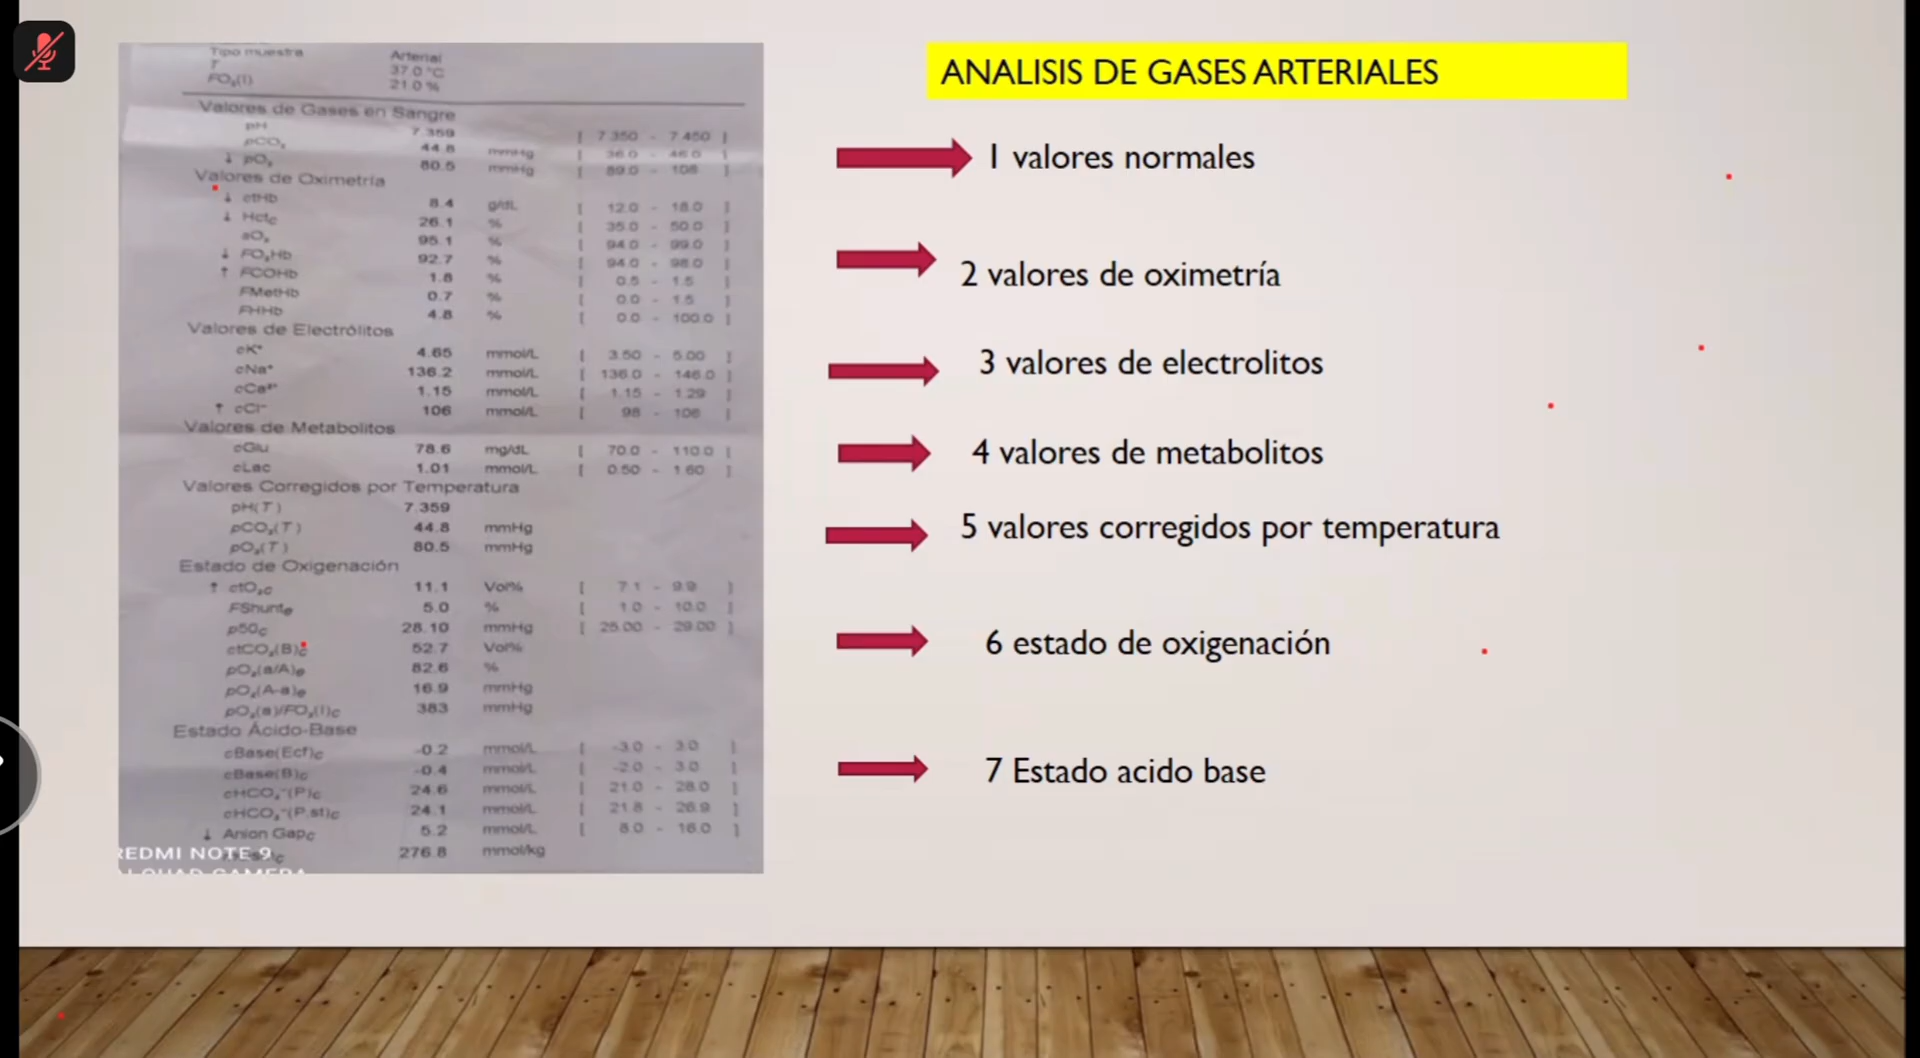 Tipo muestra Arterial
T 37.0 °C
FO₂(I) 21.0 %
Valores de Gases en Sangre
pH 7.359 [ 7.350 - 7.450 ]
pCO₂ 44.8 mmHg [ 36.0 - 46.0 ]
↓ pO₂ 80.5 mmHg [ 89.0 - 108 ]
Valores de Oximetría
↓ ctHb 8.4 g/dL [ 12.0 - 18.0 ]
↓ Hctc 26.1 % [ 35.0 - 50.0 ]
sO₂ 95.1 % [ 94.0 - 99.0 ]
↓ FO₂Hb 92.7 % [ 94.0 - 98.0 ]
↑ FCOHb 1.8 % [ 0.5 - 1.5 ]
FMetHb 0.7 % [ 0.0 - 1.5 ]
FHHb 4.8 % [ 0.0 - 100.0 ]
Valores de Electrólitos
cK⁺ 4.65 mmol/L [ 3.50 - 5.00 ]
cNa⁺ 136.2 mmol/L [ 136.0 - 146.0 ]
cCa²⁺ 1.15 mmol/L [ 1.15 - 1.29 ]
↑ cCl⁻ 106 mmol/L [ 98 - 106 ]
Valores de Metabolitos
cGlu 78.6 mg/dL [ 70.0 - 110.0 ]
cLac 1.01 mmol/L [ 0.50 - 1.60 ]
Valores Corregidos por Temperatura
pH(T) 7.359
pCO₂(T) 44.8 mmHg
pO₂(T) 80.5 mmHg
Estado de Oxigenación
↑ ctO₂c 11.1 Vol% [ 7.1 - 9.9 ]
FShunte 5.0 % [ 1.0 - 10.0 ]
p50c 28.10 mmHg [ 25.00 - 29.00 ]
ctCO₂(B)c 52.7 Vol%
pO₂(a/A)e 82.6 %
pO₂(A-a)e 16.9 mmHg
pO₂(a)/FO₂(I)c 383 mmHg
Estado Ácido-Base
cBase(Ecf)c -0.2 mmol/L [ -3.0 - 3.0 ]
cBase(B)c -0.4 mmol/L [ -2.0 - 3.0 ]
cHCO₃⁻(P)c 24.6 mmol/L [ 21.0 - 28.0 ]
cHCO₃⁻(P,st)c 24.1 mmol/L [ 21.8 - 26.9 ]
↓ Anion Gapc 5.2 mmol/L [ 8.0 - 16.0 ]
276.8 mmol/kg
REDMI NOTE 9
ANALISIS DE GASES ARTERIALES
1 valores normales
2 valores de oximetría
3 valores de electrolitos
4 valores de metabolitos
5 valores corregidos por temperatura
6 estado de oxigenación
7 Estado acido base